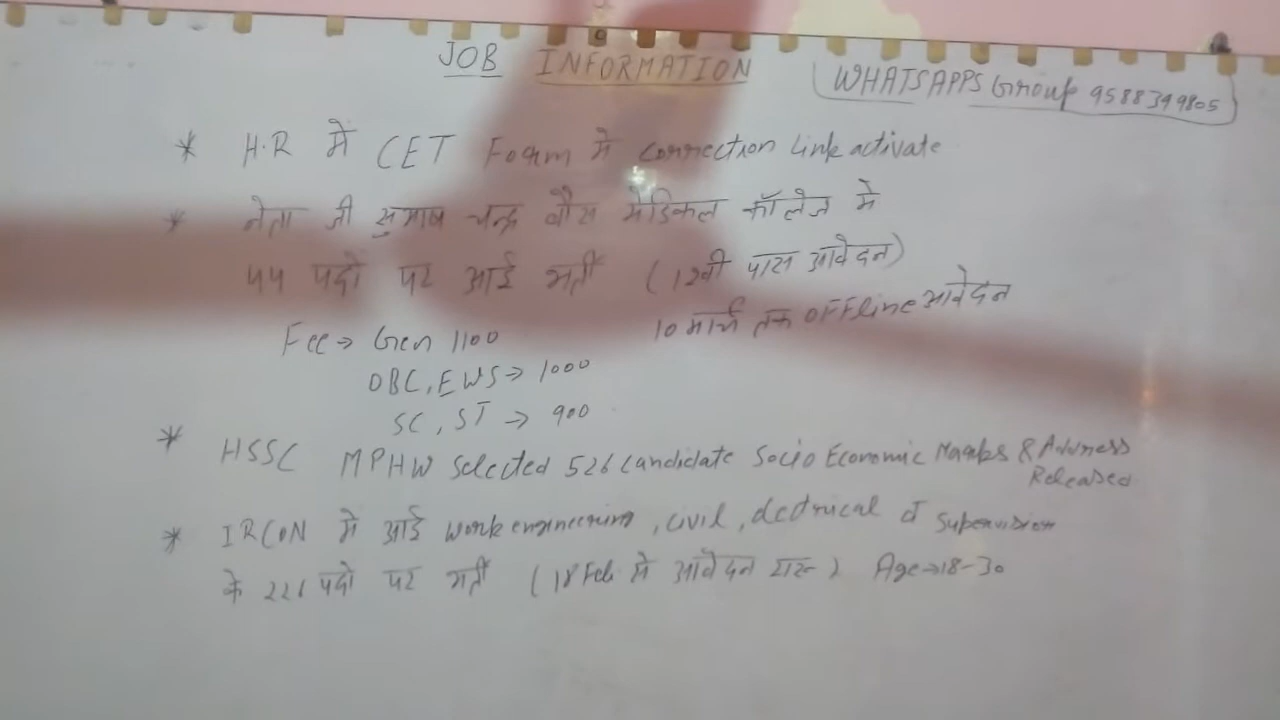 JOB INFORMATION
WHATSAPPS Group 9588349805
* H.R में CET Form में Correction Link activate
* नेता जी सुभाष चन्द्र बौस मेडिकल कॉलेज में
५५ पदो पर आई भर्ती (12वी पास आवेदन)
10 मार्च तक OFFline आवेदन
Fee → Gen 1100
OBC, EWS → 1000
SC, ST → 900
* HSSC MPHW Selected 526 Candidate Socio Economic Marks & Address
Released
* IRCON में आई work engineering, civil, electrical Supervision
के 221 पदो पर भर्ती (18 Feb से आवेदन) Age → 18-30